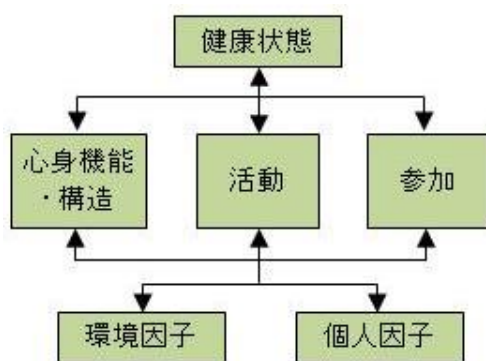 健康状態
心身機能
・構造
活動
参加
環境因子
個人因子